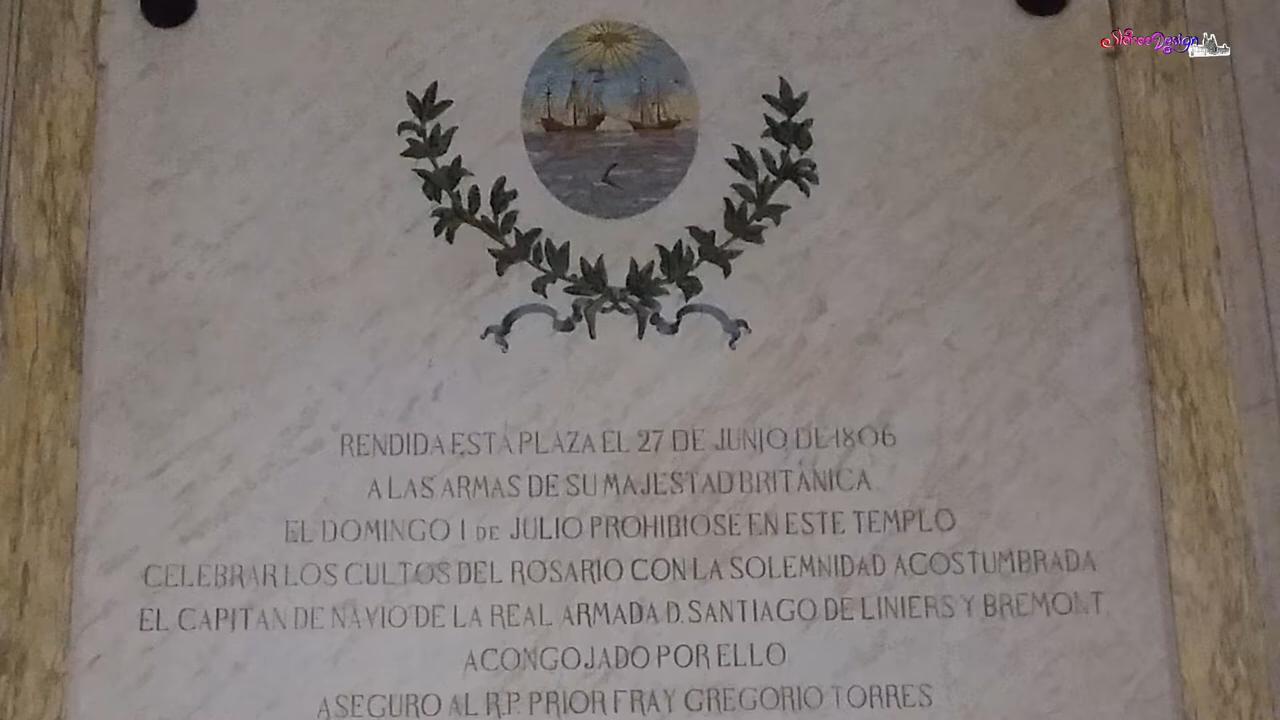 StoneDesign
RENDIDA ESTA PLAZA EL 27 DE JUNIO DE 1806
A LAS ARMAS DE SU MAJESTAD BRITÁNICA.
EL DOMINGO 1 DE JULIO PROHIBIOSE EN ESTE TEMPLO
CELEBRAR LOS CULTOS DEL ROSARIO CON LA SOLEMNIDAD ACOSTUMBRADA
EL CAPITAN DE NAVIO DE LA REAL ARMADA D. SANTIAGO DE LINIERS Y BREMONT
ACONGOJADO POR ELLO
ASEGURO AL R.P. PRIOR FRAY GREGORIO TORRES